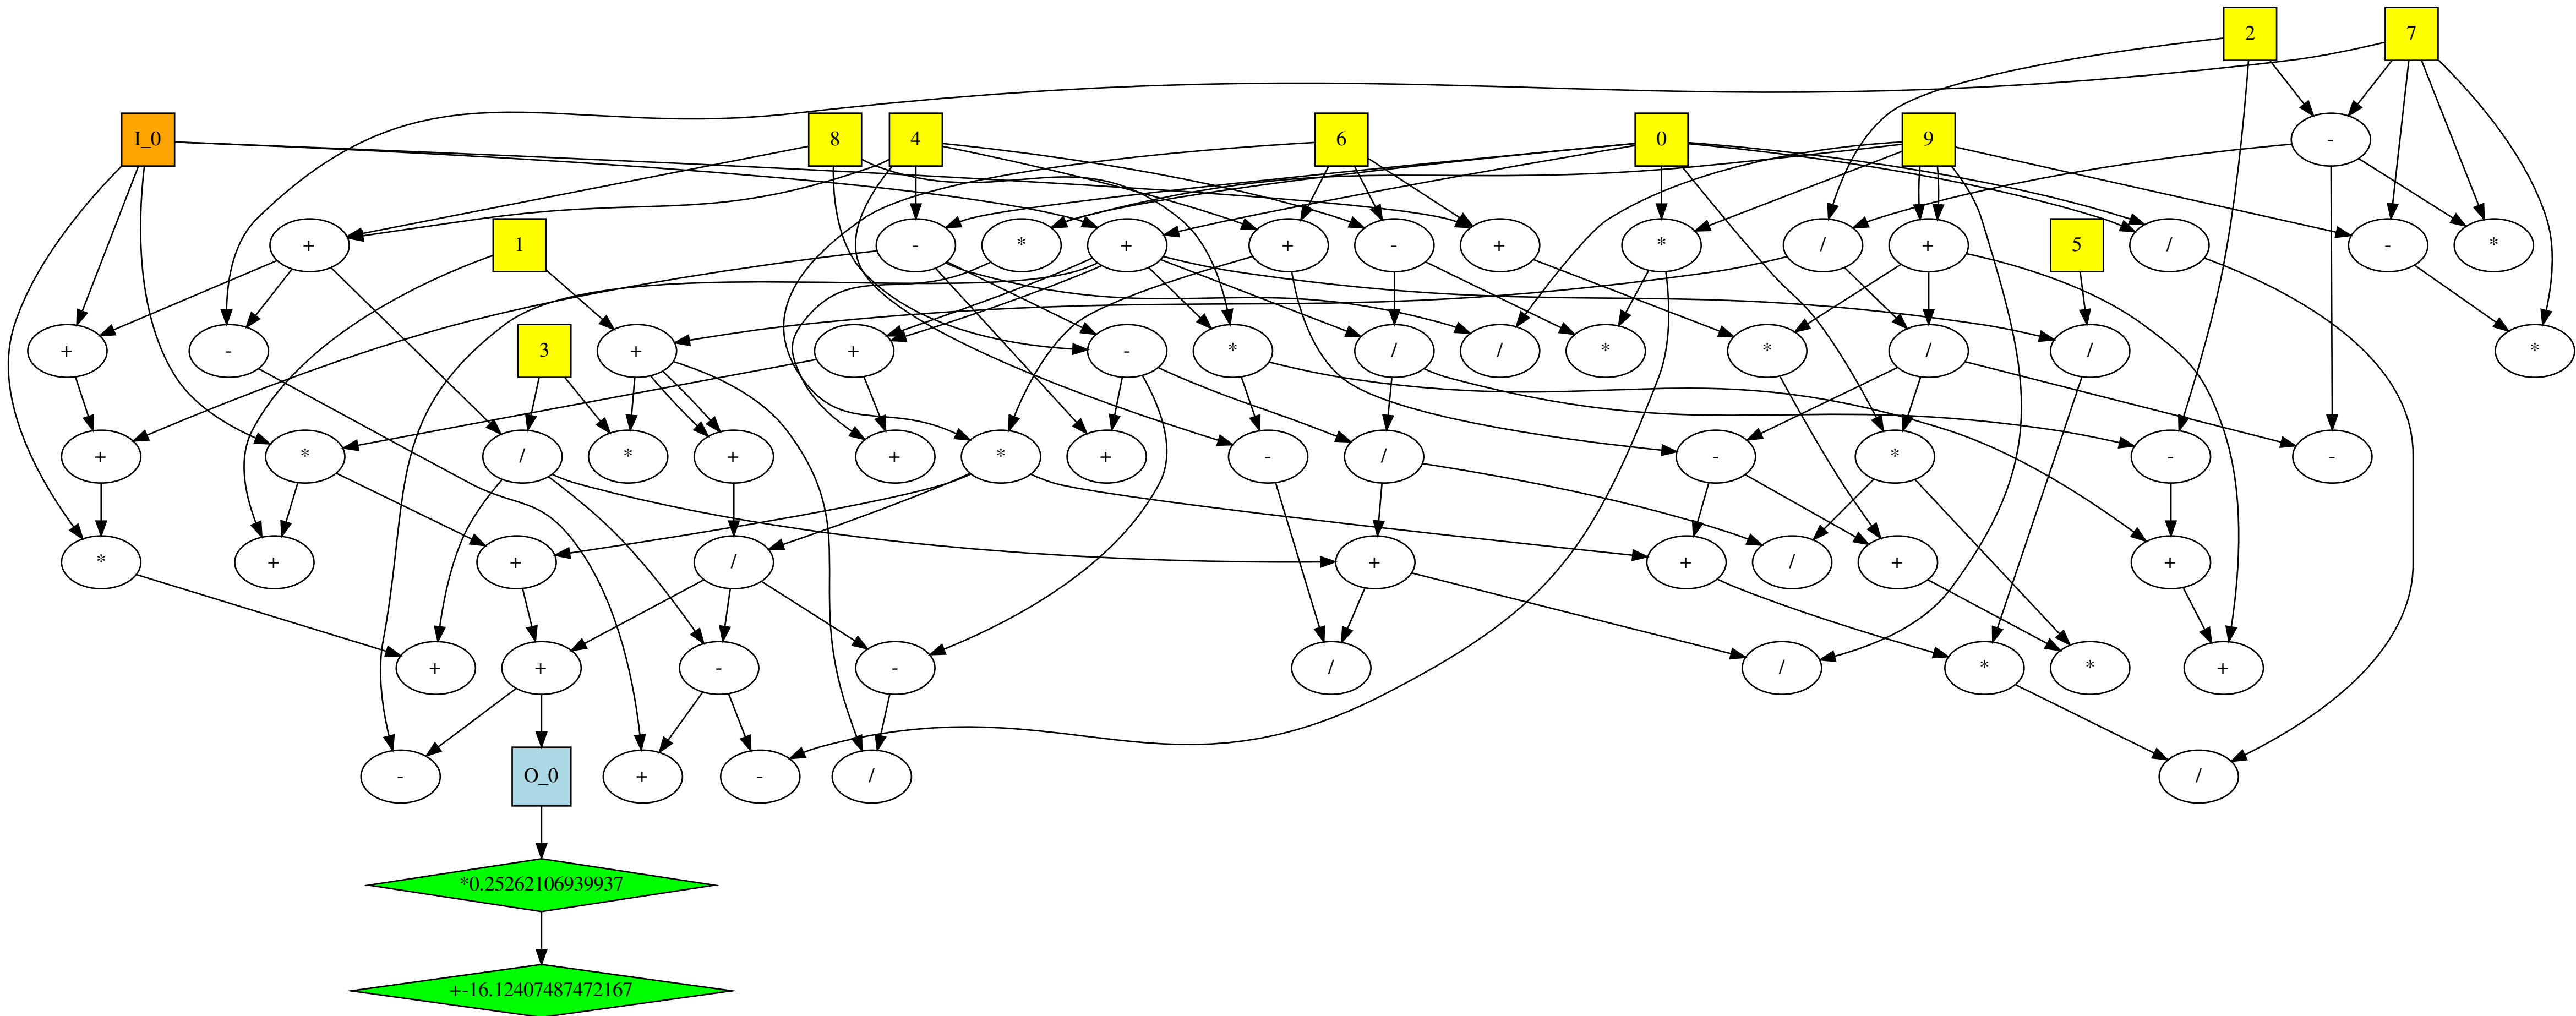 2 7
I_0 8 4 6 0 9 -
+ 1 - * + + - + * / + 5 / - *
+ - 3 + + - * / / * * / / *
+ * / * + + * + - / - * - -
* + + / + + / + +
+ + - - / / * * +
- O_0 + - / /
*0.25262106939937
+-16.12407487472167